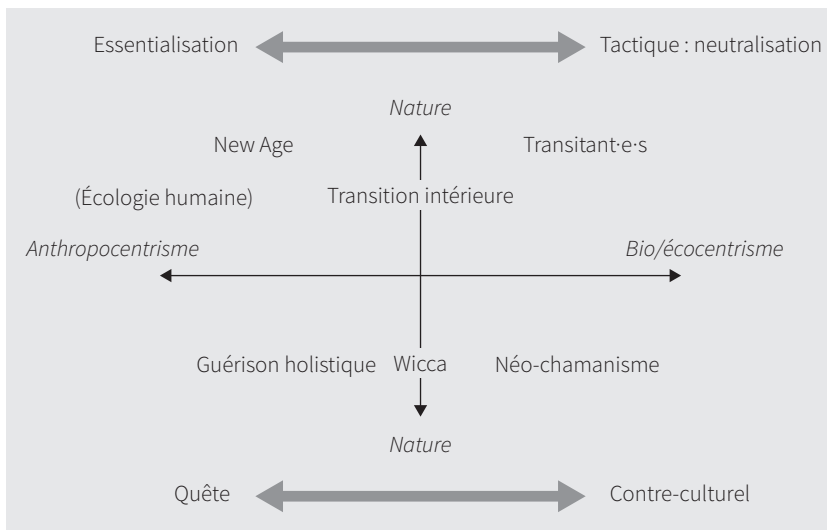 Essentialisation Tactique : neutralisation
Nature
New Age Transitant·e·s
(Écologie humaine) Transition intérieure
Anthropocentrisme Bio/écocentrisme
Guérison holistique Wicca Néo-chamanisme
Nature
Quête Contre-culturel